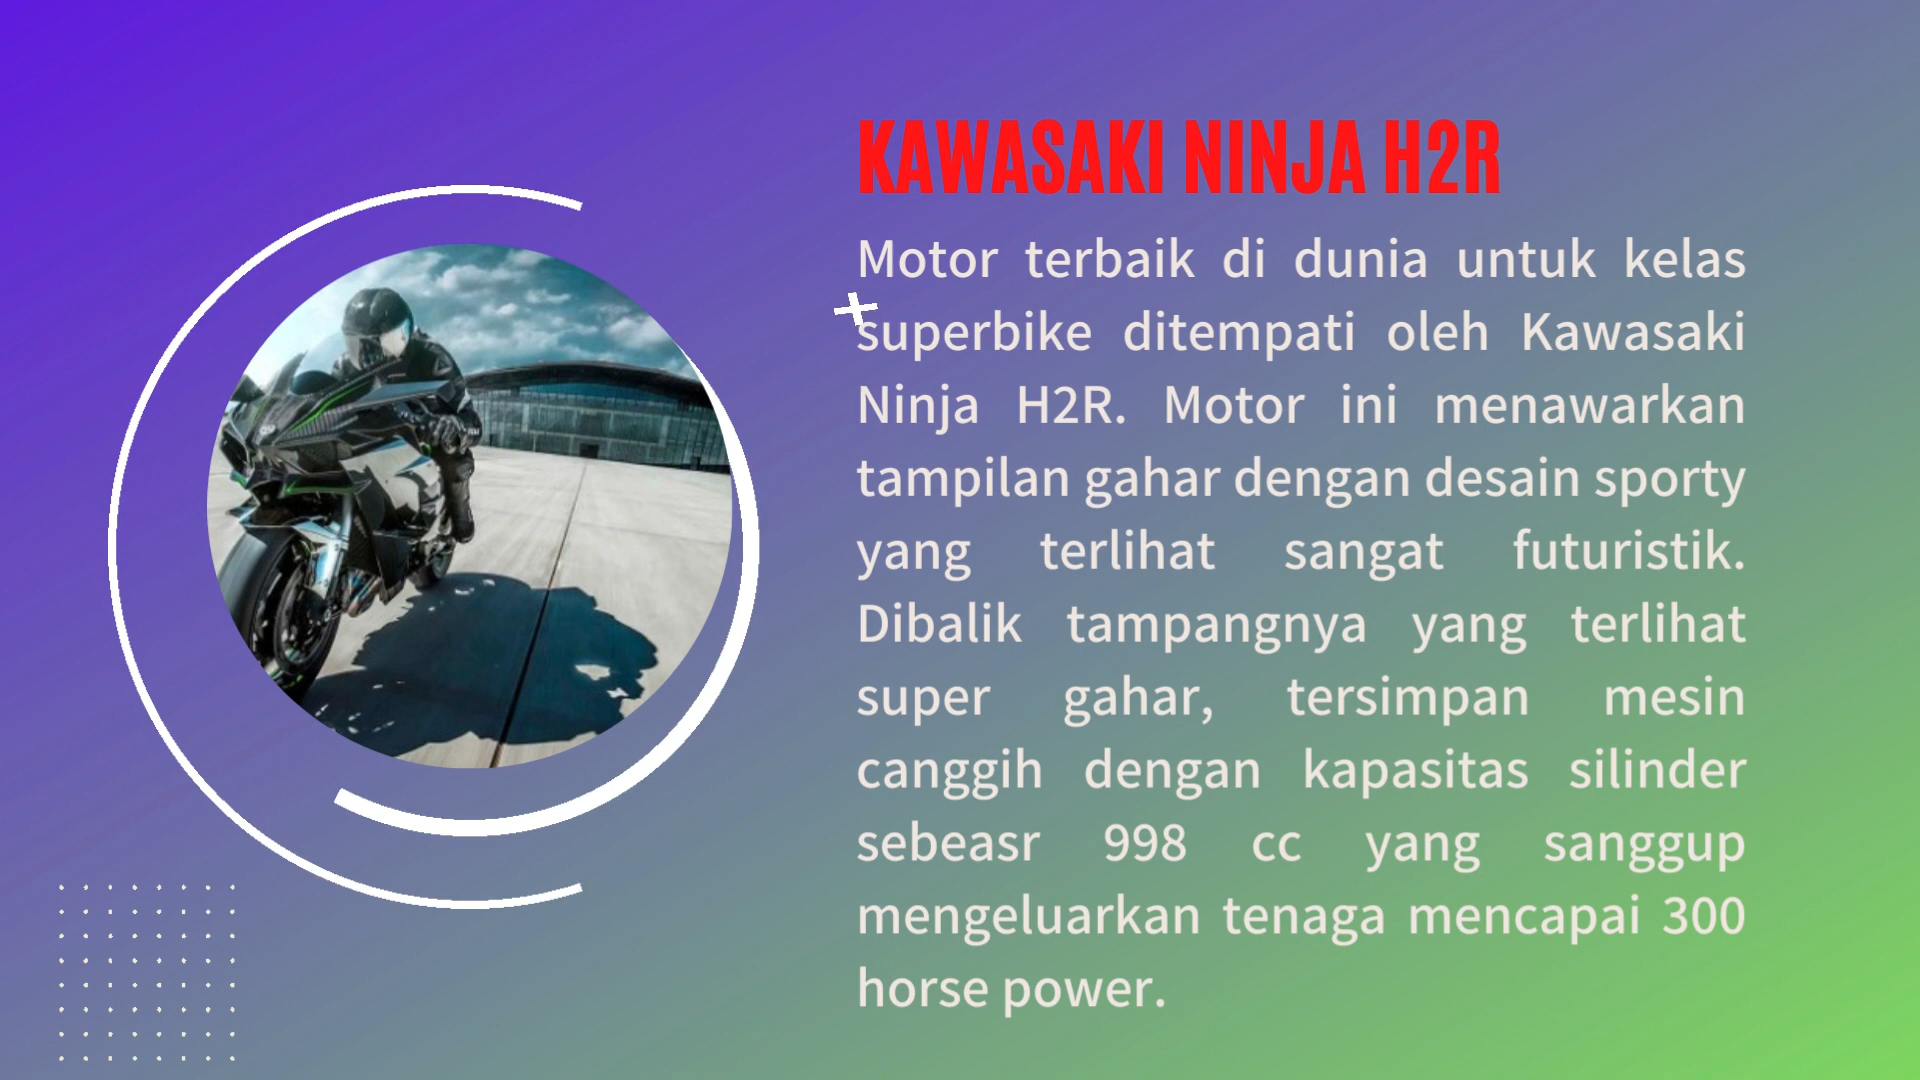 KAWASAKI NINJA H2R
Motor terbaik di dunia untuk kelas
superbike ditempati oleh Kawasaki
Ninja H2R. Motor ini menawarkan
tampilan gahar dengan desain sporty
yang terlihat sangat futuristik.
Dibalik tampangnya yang terlihat
super gahar, tersimpan mesin
canggih dengan kapasitas silinder
sebeasr 998 cc yang sanggup
mengeluarkan tenaga mencapai 300
horse power.